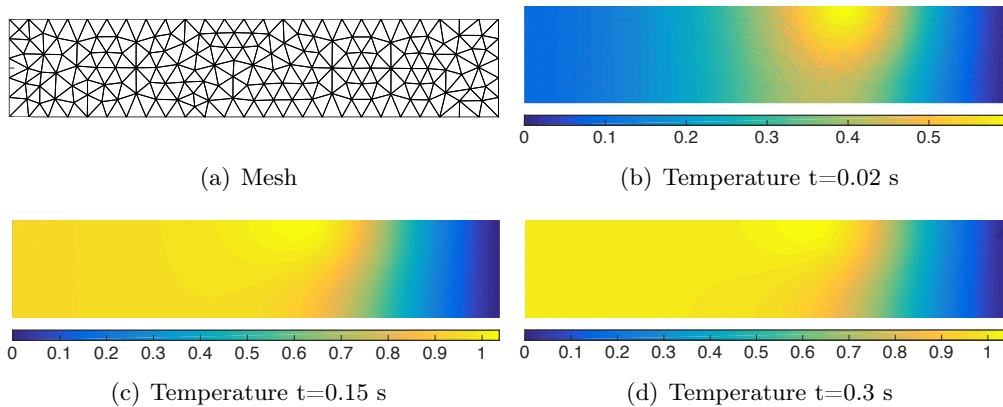 0 0.1 0.2 0.3 0.4 0.5
(a) Mesh
(b) Temperature t=0.02 s
0 0.1 0.2 0.3 0.4 0.5 0.6 0.7 0.8 0.9 1
0 0.1 0.2 0.3 0.4 0.5 0.6 0.7 0.8 0.9 1
(c) Temperature t=0.15 s
(d) Temperature t=0.3 s